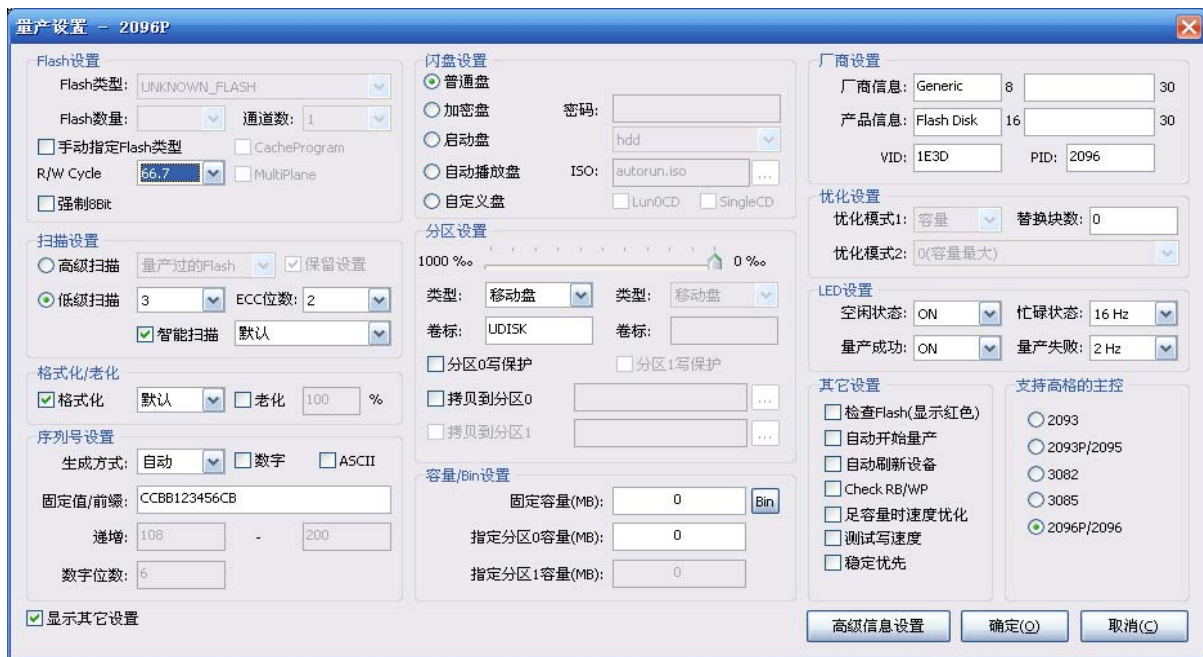 量产设置 - 2096P
Flash设置
Flash类型: UNKNOWN_FLASH
Flash数量: 通道数: 1
手动指定Flash类型 CacheProgram
R/W Cycle 66.7 MultiPlane
强制8Bit
扫描设置
高级扫描 量产过的Flash 保留设置
低级扫描 3 ECC位数: 2
智能扫描 默认
格式化/老化
格式化 默认 老化 100 %
序列号设置
生成方式: 自动 数字 ASCII
固定值/前缀: CCBB123456CB
递增: 108 - 200
数字位数: 6
显示其它设置
闪盘设置
普通盘
加密盘 密码:
启动盘 hdd
自动播放盘 ISO: autorun.iso ...
自定义盘 Lun0CD SingleCD
分区设置
1000 ‰ 0 ‰
类型: 移动盘 类型: 移动盘
卷标: UDISK 卷标:
分区0写保护 分区1写保护
拷贝到分区0 ...
拷贝到分区1 ...
容量/Bin设置
固定容量(MB): 0 Bin
指定分区0容量(MB): 0
指定分区1容量(MB): 0
厂商设置
厂商信息: Generic 8 30
产品信息: Flash Disk 16 30
VID: 1E3D PID: 2096
优化设置
优化模式1: 容量 替换块数: 0
优化模式2: 0(容量最大)
LED设置
空闲状态: ON 忙碌状态: 16 Hz
量产成功: ON 量产失败: 2 Hz
其它设置
检查Flash(显示红色)
自动开始量产
自动刷新设备
Check RB/WP
足容量时速度优化
测试写速度
稳定优先
支持高格的主控
2093
2093P/2095
3082
3085
2096P/2096
高级信息设置 确定(O) 取消(C)